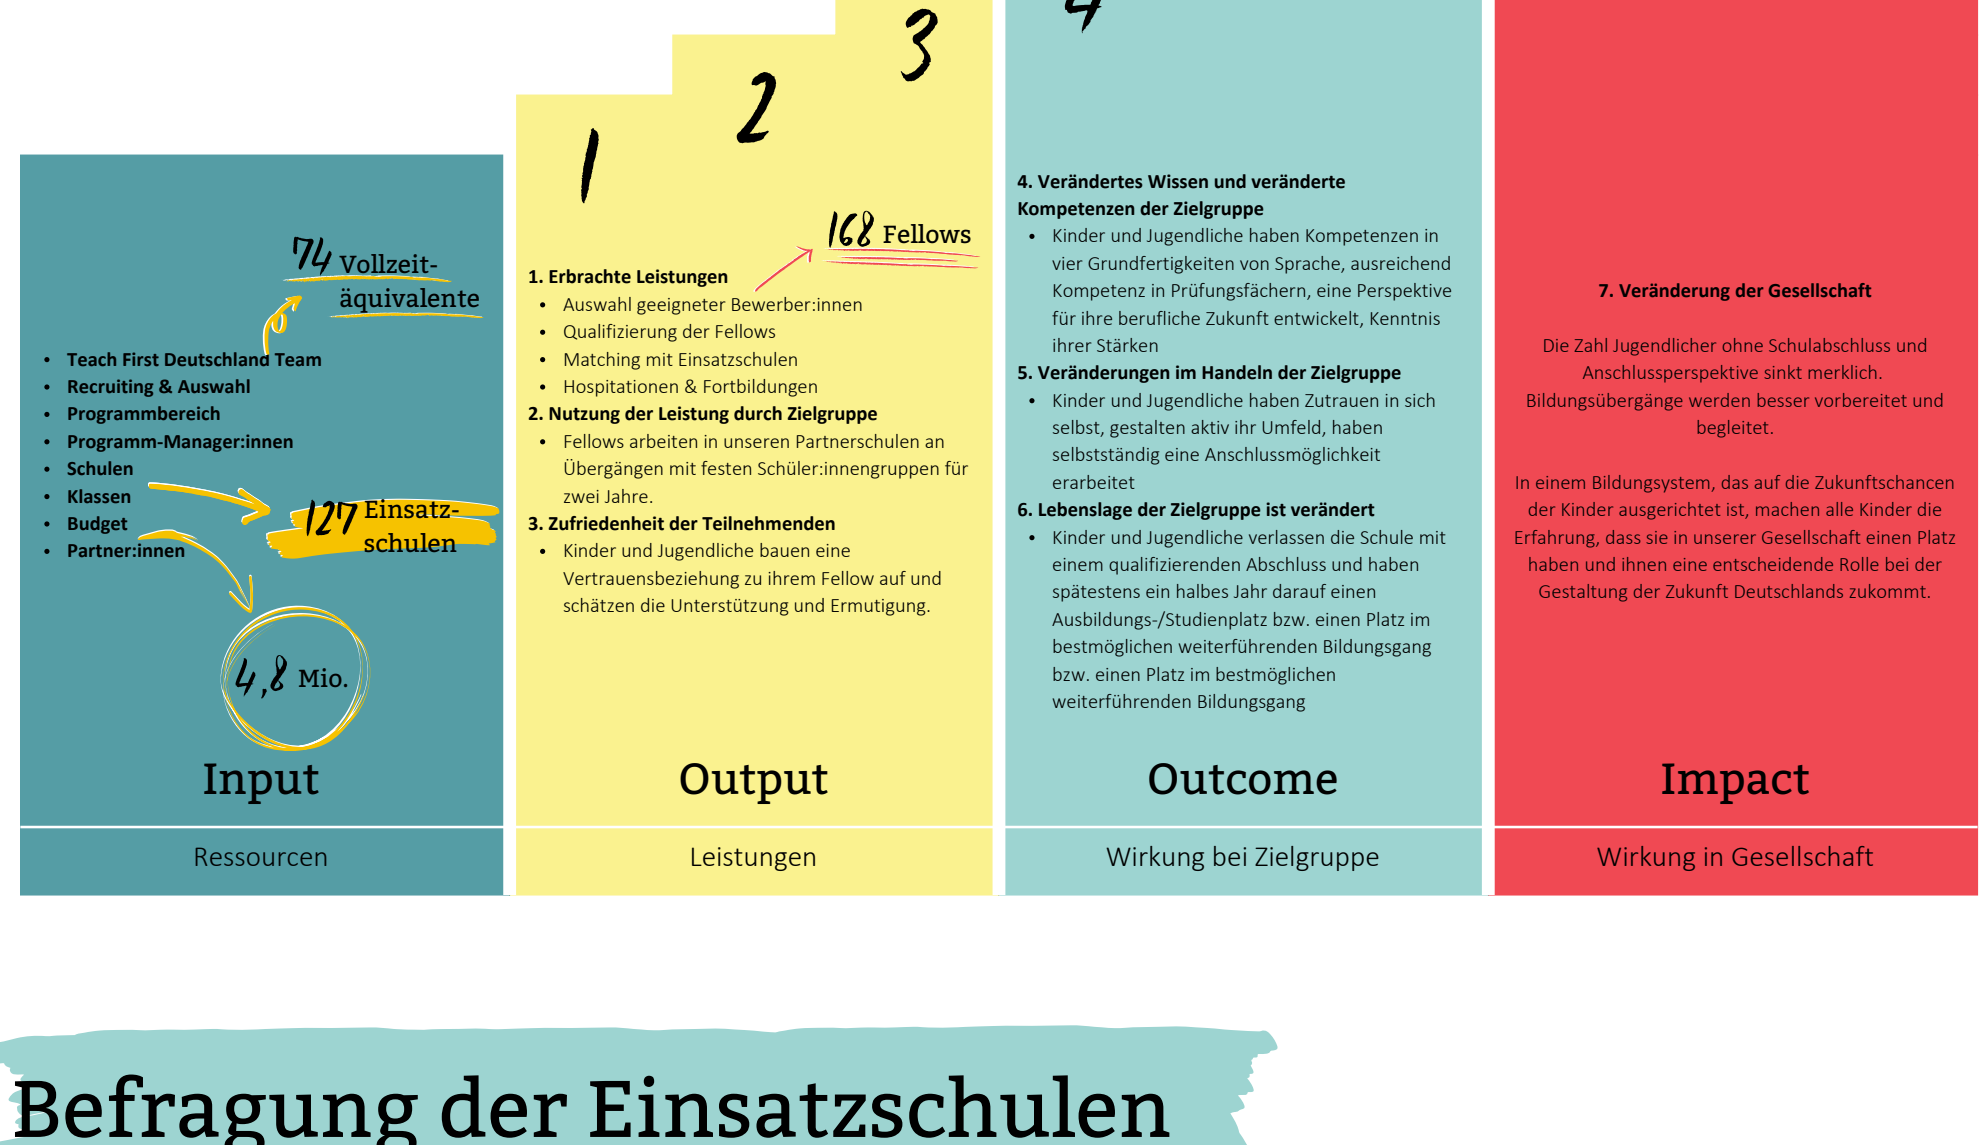 74 Vollzeit-
äquivalente
• Teach First Deutschland Team
• Recruiting & Auswahl
• Programmbereich
• Programm-Manager:innen
• Schulen
• Klassen
• Budget
• Partner:innen
127 Einsatz-
schulen
4,8 Mio.
Input
Ressourcen
1
2
3
168 Fellows
1. Erbrachte Leistungen
• Auswahl geeigneter Bewerber:innen
• Qualifizierung der Fellows
• Matching mit Einsatzschulen
• Hospitationen & Fortbildungen
2. Nutzung der Leistung durch Zielgruppe
• Fellows arbeiten in unseren Partnerschulen an
Übergängen mit festen Schüler:innengruppen für
zwei Jahre.
3. Zufriedenheit der Teilnehmenden
• Kinder und Jugendliche bauen eine
Vertrauensbeziehung zu ihrem Fellow auf und
schätzen die Unterstützung und Ermutigung.
Output
Leistungen
4
4. Verändertes Wissen und veränderte
Kompetenzen der Zielgruppe
• Kinder und Jugendliche haben Kompetenzen in
vier Grundfertigkeiten von Sprache, ausreichend
Kompetenz in Prüfungsfächern, eine Perspektive
für ihre berufliche Zukunft entwickelt, Kenntnis
ihrer Stärken
5. Veränderungen im Handeln der Zielgruppe
• Kinder und Jugendliche haben Zutrauen in sich
selbst, gestalten aktiv ihr Umfeld, haben
selbstständig eine Anschlussmöglichkeit
erarbeitet
6. Lebenslage der Zielgruppe ist verändert
• Kinder und Jugendliche verlassen die Schule mit
einem qualifizierenden Abschluss und haben
spätestens ein halbes Jahr darauf einen
Ausbildungs-/Studienplatz bzw. einen Platz im
bestmöglichen weiterführenden Bildungsgang
bzw. einen Platz im bestmöglichen
weiterführenden Bildungsgang
Outcome
Wirkung bei Zielgruppe
7. Veränderung der Gesellschaft
Die Zahl Jugendlicher ohne Schulabschluss und
Anschlussperspektive sinkt merklich.
Bildungsübergänge werden besser vorbereitet und
begleitet.
In einem Bildungsystem, das auf die Zukunftschancen
der Kinder ausgerichtet ist, machen alle Kinder die
Erfahrung, dass sie in unserer Gesellschaft einen Platz
haben und ihnen eine entscheidende Rolle bei der
Gestaltung der Zukunft Deutschlands zukommt.
Impact
Wirkung in Gesellschaft
Befragung der Einsatzschulen